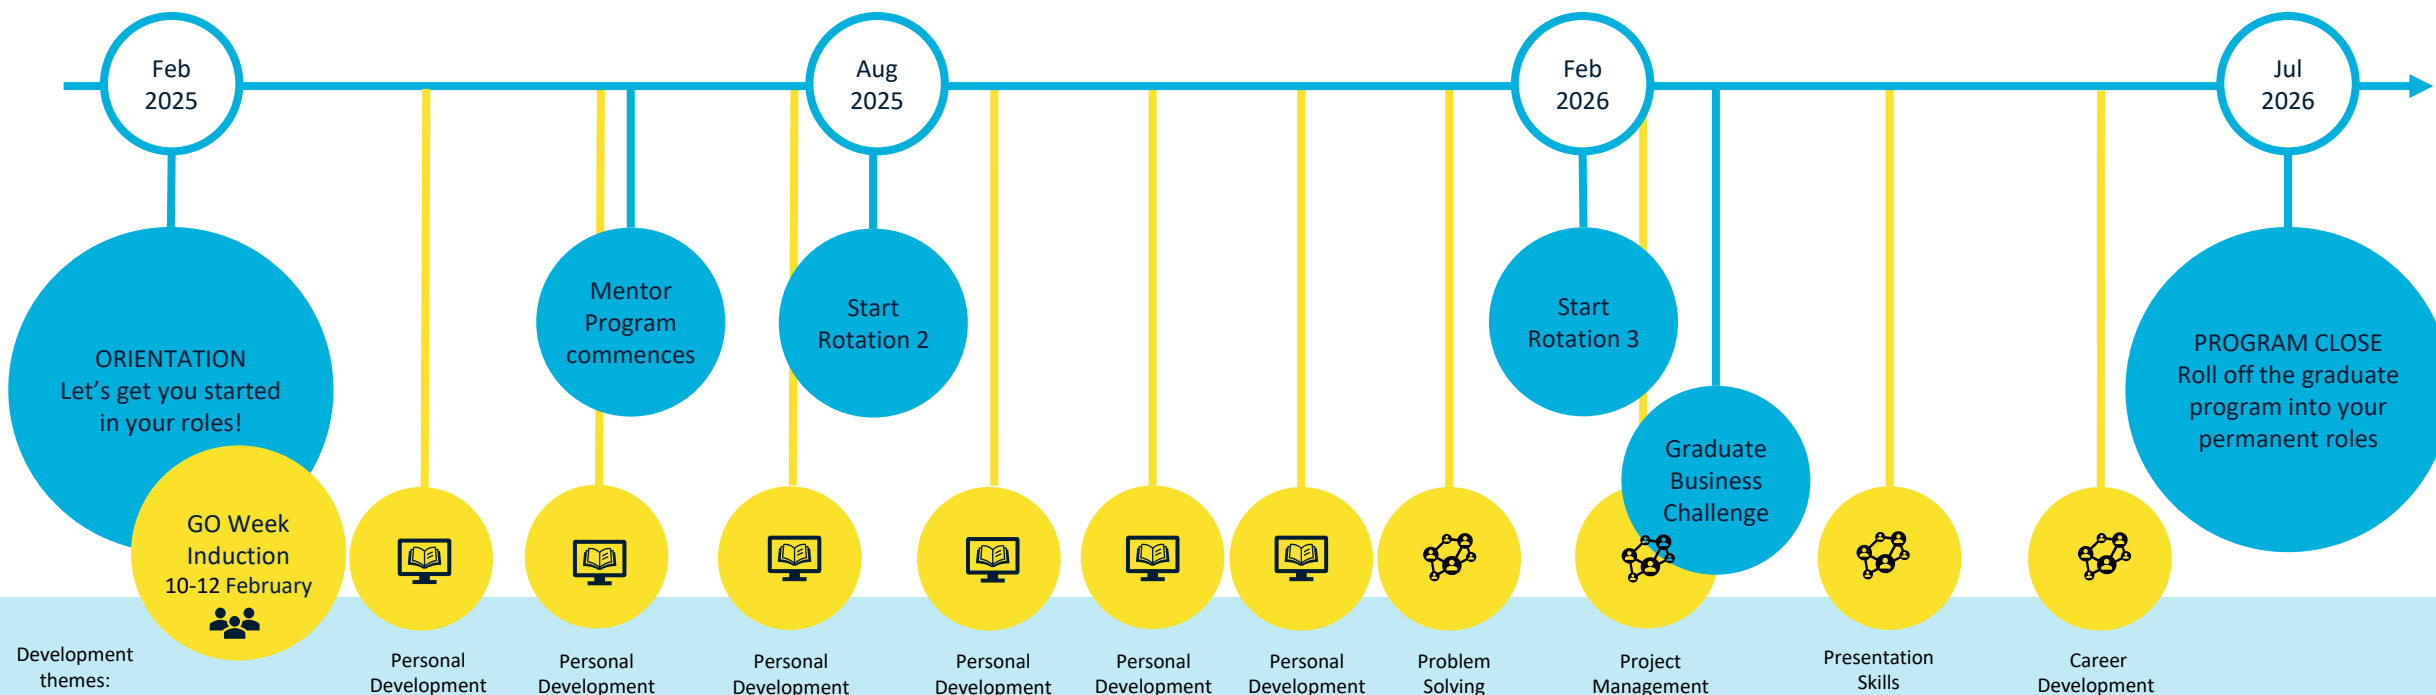 Feb
2025
Aug
2025
Feb
2026
Jul
2026
ORIENTATION
Let's get you started
in your roles!
GO Week
Induction
10-12 February
Mentor
Program
commences
Start
Rotation 2
Start
Rotation 3
Graduate
Business
Challenge
PROGRAM CLOSE
Roll off the graduate
program into your
permanent roles
Development
themes:
Personal
Development
Personal
Development
Personal
Development
Personal
Development
Personal
Development
Personal
Development
Problem
Solving
Project
Management
Presentation
Skills
Career
Development